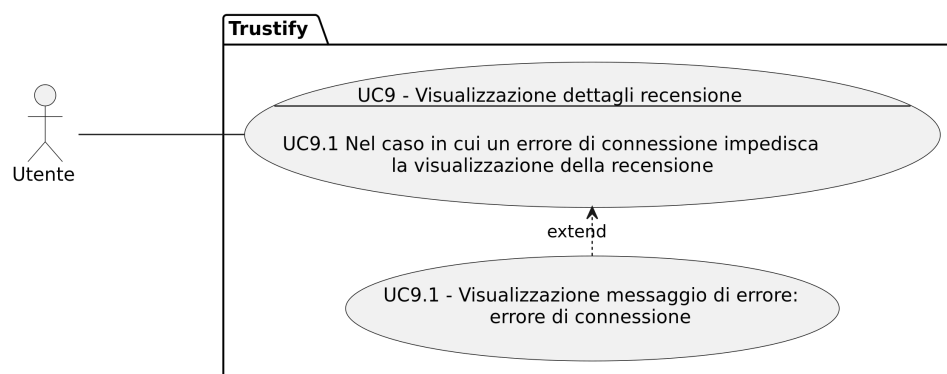 Trustify
UC9 - Visualizzazione dettagli recensione
UC9.1 Nel caso in cui un errore di connessione impedisca
la visualizzazione della recensione
Utente
extend
UC9.1 - Visualizzazione messaggio di errore:
errore di connessione